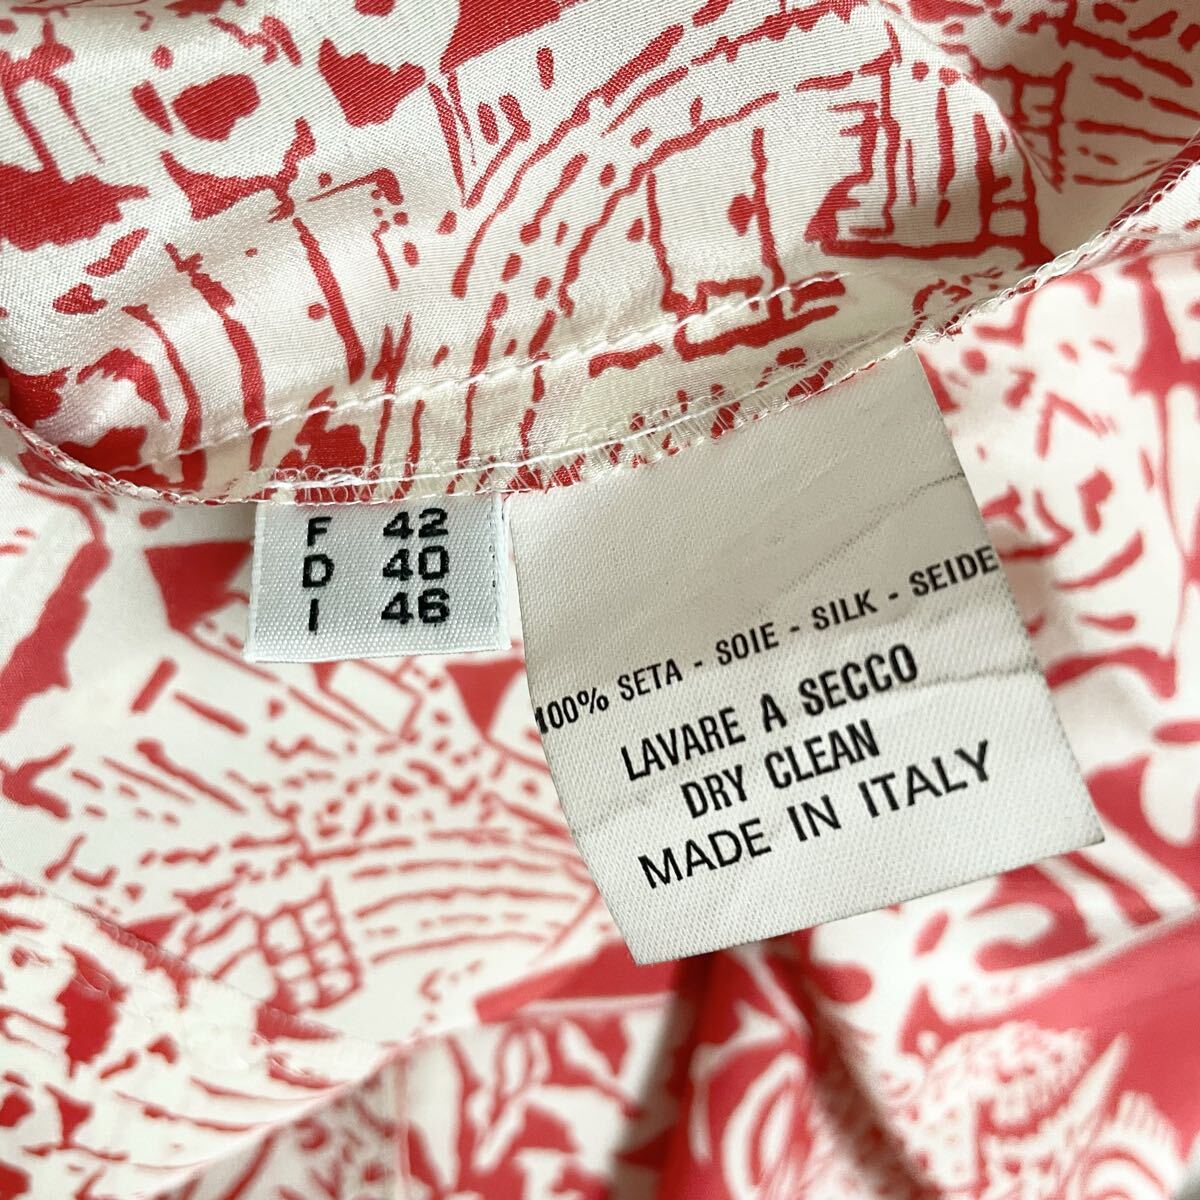 F 42
D 40
I 46
100% SETA - SOIE - SILK - SEIDE
LAVARE A SECCO
DRY CLEAN
MADE IN ITALY